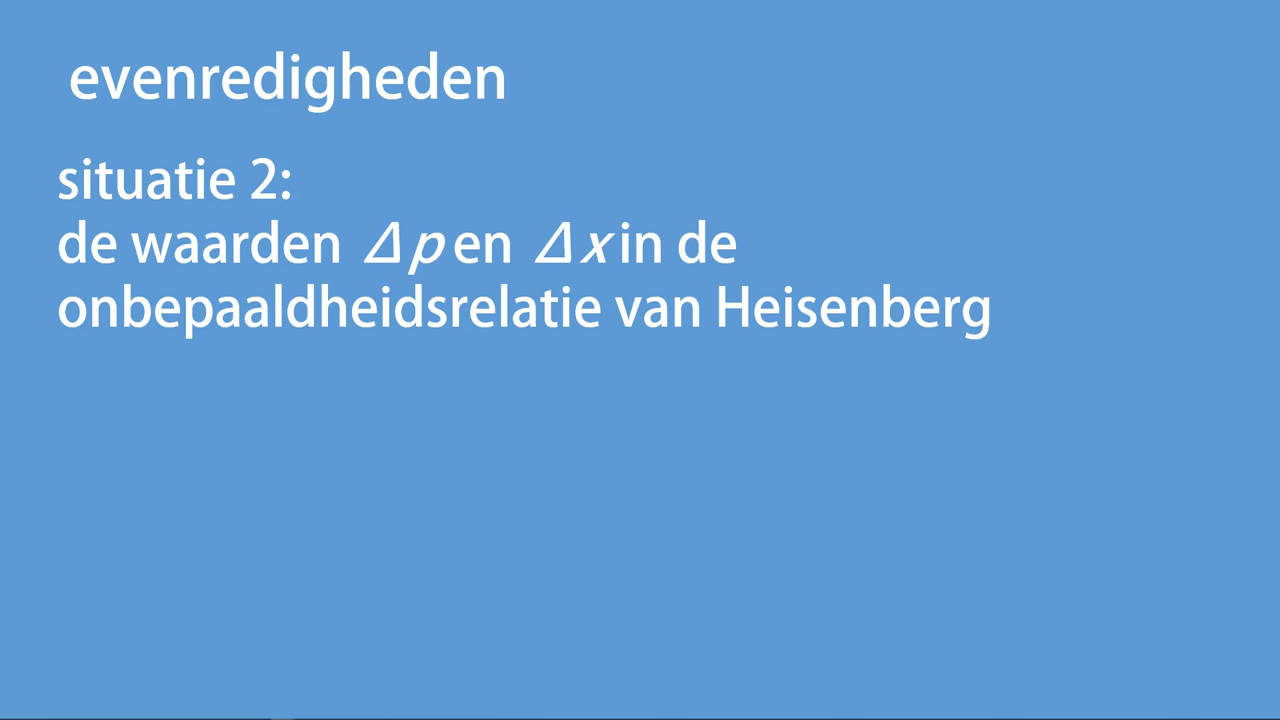 evenredigheden
situatie 2:
de waarden Δp en Δx in de
onbepaaldheidsrelatie van Heisenberg